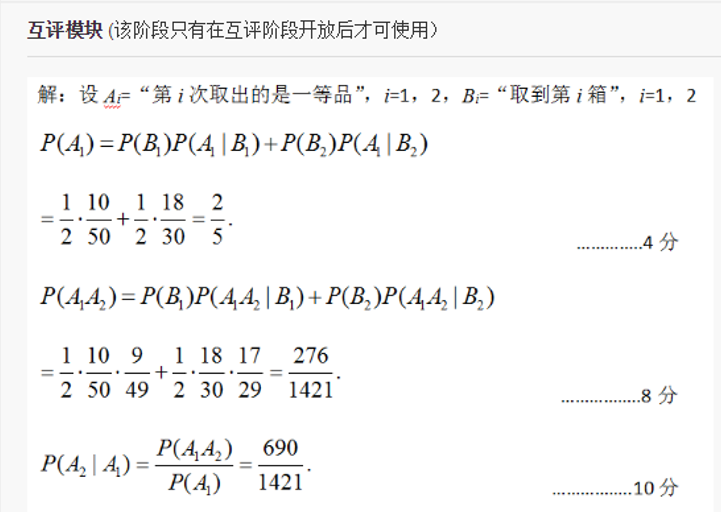 互评模块 (该阶段只有在互评阶段开放后才可使用)
解：设 Ai=“第 i 次取出的是一等品”，i=1，2，Bi=“取到第 i 箱”，i=1，2
P(A₁)=P(B₁)P(A₁|B₁)+P(B₂)P(A₁|B₂)
=1/2·10/50+1/2·18/30=2/5.
..............4 分
P(A₁A₂)=P(B₁)P(A₁A₂|B₁)+P(B₂)P(A₁A₂|B₂)
=1/2·10/50·9/49+1/2·18/30·17/29=276/1421.
.................8 分
P(A₂|A₁)=P(A₁A₂)/P(A₁)=690/1421.
.................10 分